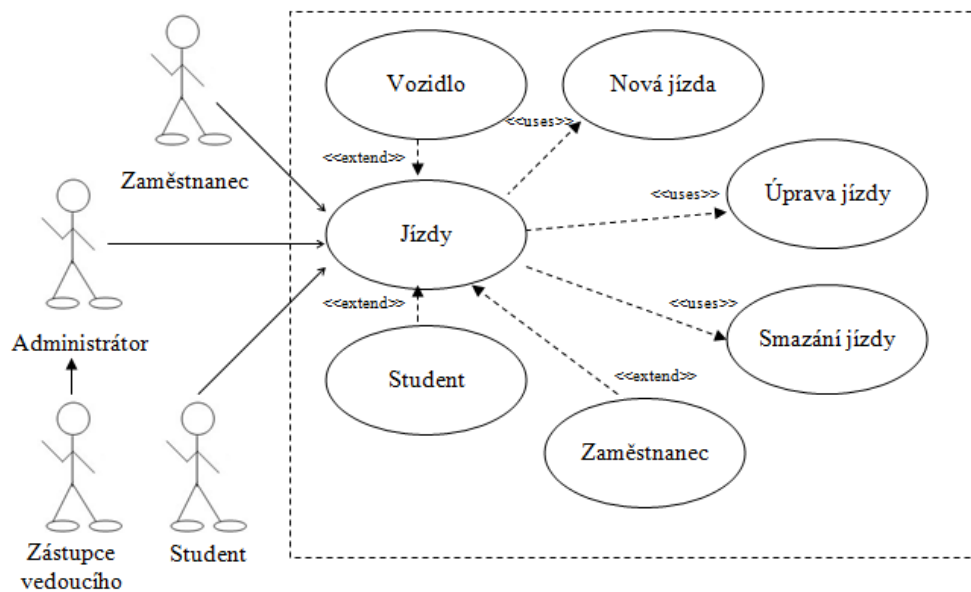 Vozidlo
Nová jízda
<<uses>>
<<extend>>
Zaměstnanec
<<uses>>
Úprava jízdy
Jízdy
<<extend>>
<<uses>>
Administrátor
Smazání jízdy
Student
<<extend>>
Zaměstnanec
Zástupce
vedoucího
Student